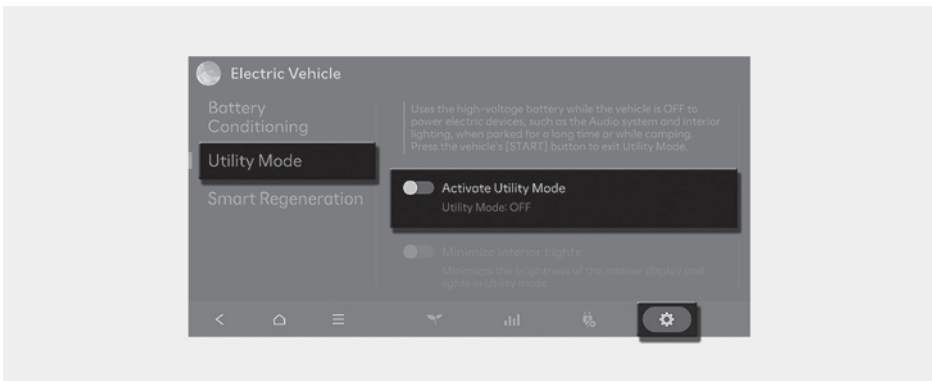 Electric Vehicle
Battery
Conditioning
Utility Mode
Smart Regeneration
Uses the high-voltage battery while the vehicle is OFF to
power electric devices, such as the Audio system and interior
lighting, when parked for a long time or while camping.
Press the vehicle's [START] button to exit Utility Mode.
Activate Utility Mode
Utility Mode: OFF
Minimize Interior Lights
Minimizes the brightness of the interior display and
lights in Utility mode.